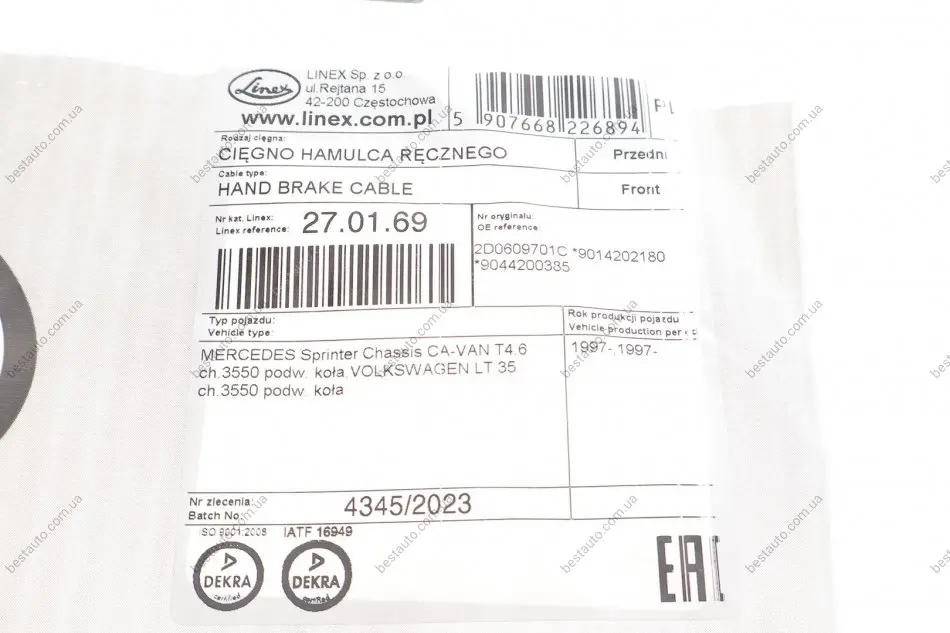 Linex
LINEX Sp. z o.o.
ul.Rejtana 15
42-200 Częstochowa
www.linex.com.pl
5 907668 226894
PL
Rodzaj cięgna:
CIĘGNO HAMULCA RĘCZNEGO
Przedni
Cable type:
HAND BRAKE CABLE
Front
Nr kat. Linex:
Linex reference:
27.01.69
Nr oryginału:
OE reference:
2D0609701C *9014202180
*9044200385
Typ pojazdu:
Vehicle type:
Rok produkcji pojazdu
Vehicle production per
MERCEDES Sprinter Chassis CA-VAN T4.6
ch.3550 podw. koła,VOLKSWAGEN LT 35
ch.3550 podw. koła
1997-,1997-
Nr zlecenia:
Batch No:
4345/2023
ISO 9001:2008
IATF 16949
DEKRA
certified
DEKRA
certified
EAC
bestauto.com.ua